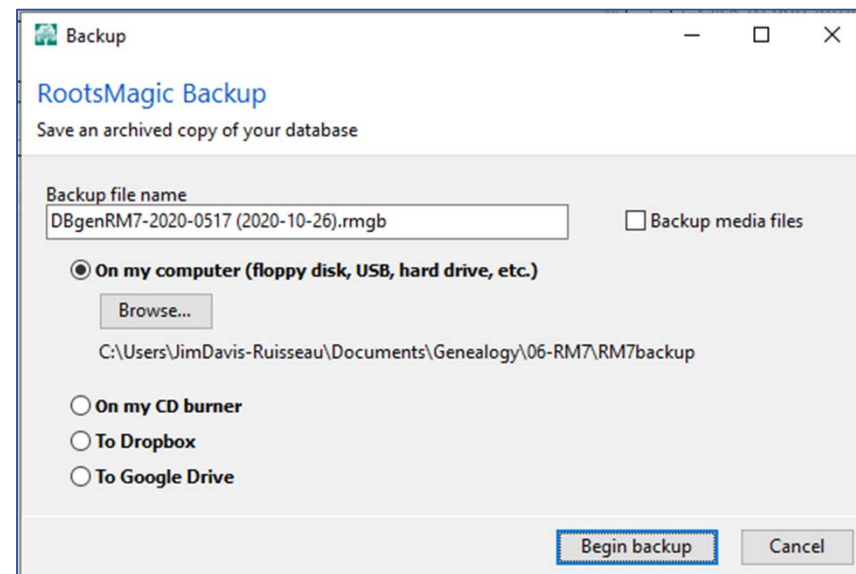 Backup
RootsMagic Backup
Save an archived copy of your database
Backup file name
DBgenRM7-2020-0517 (2020-10-26).rmgb
Backup media files
On my computer (floppy disk, USB, hard drive, etc.)
Browse...
C:\Users\JimDavis-Ruisseau\Documents\Genealogy\06-RM7\RM7backup
On my CD burner
To Dropbox
To Google Drive
Begin backup
Cancel